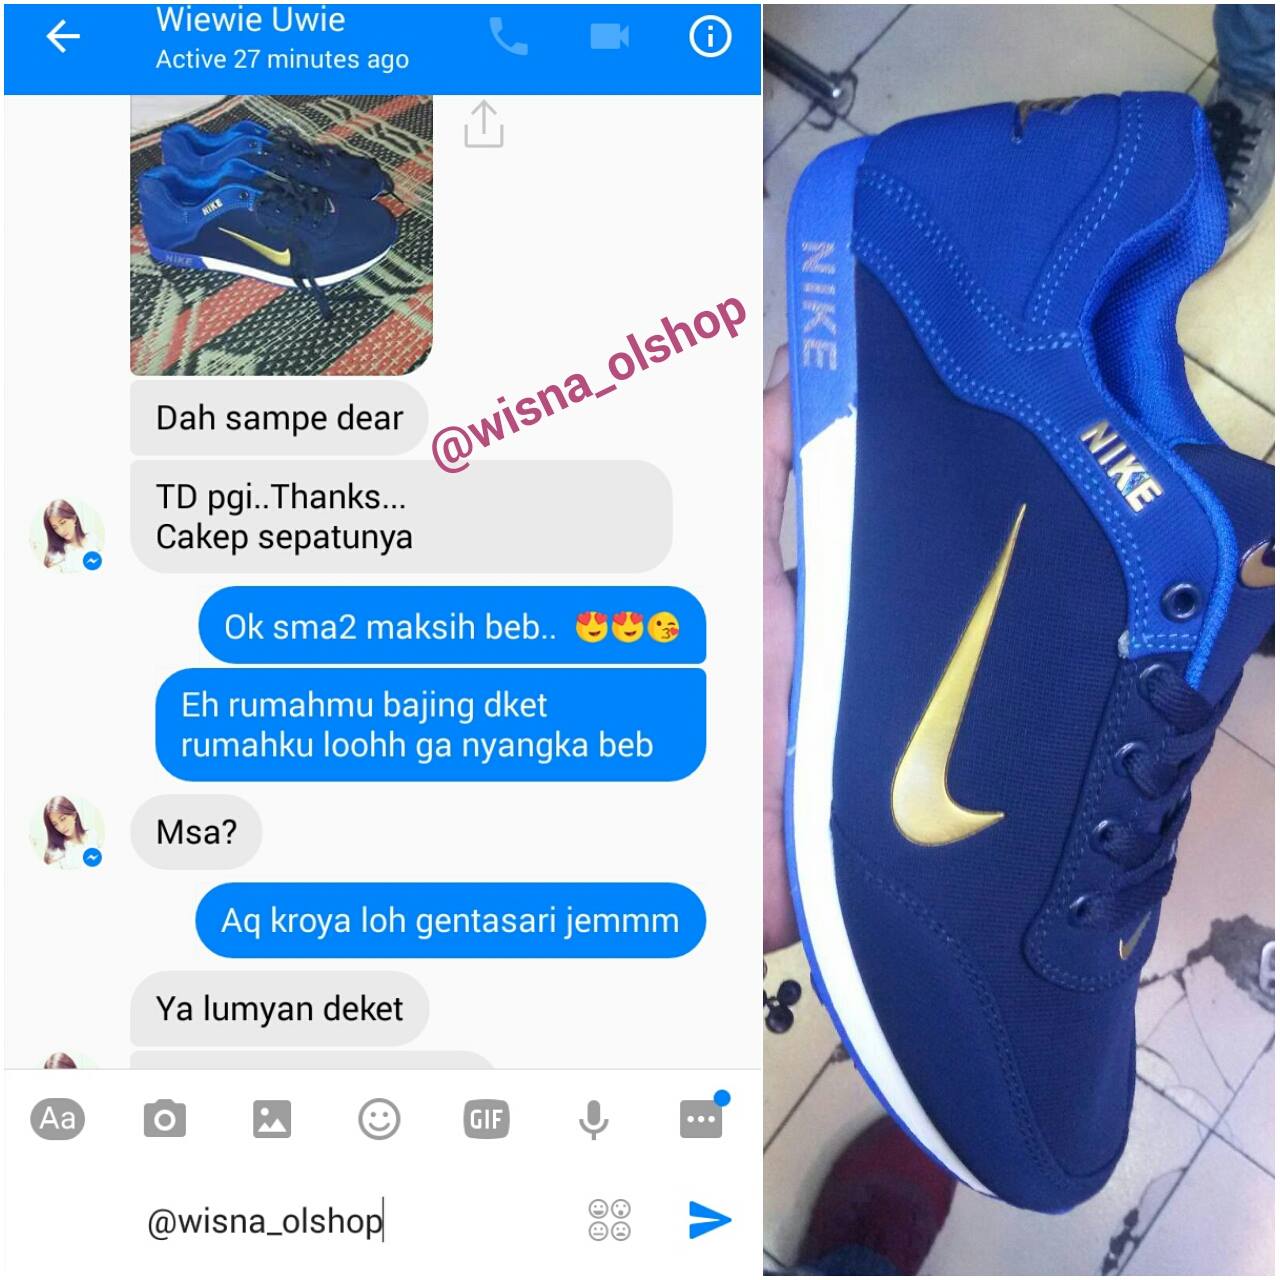 Wiewie Uwie
Active 27 minutes ago
NIKE
NIKE
@wisna_olshop
Dah sampe dear
TD pgi..Thanks...
Cakep sepatunya
Ok sma2 maksih beb.. 😍😍😘
Eh rumahmu bajing dket
rumahku loohh ga nyangka beb
Msa?
Aq kroya loh gentasari jemmm
Ya lumyan deket
Aa
GIF
@wisna_olshop
NIKE
NIKE